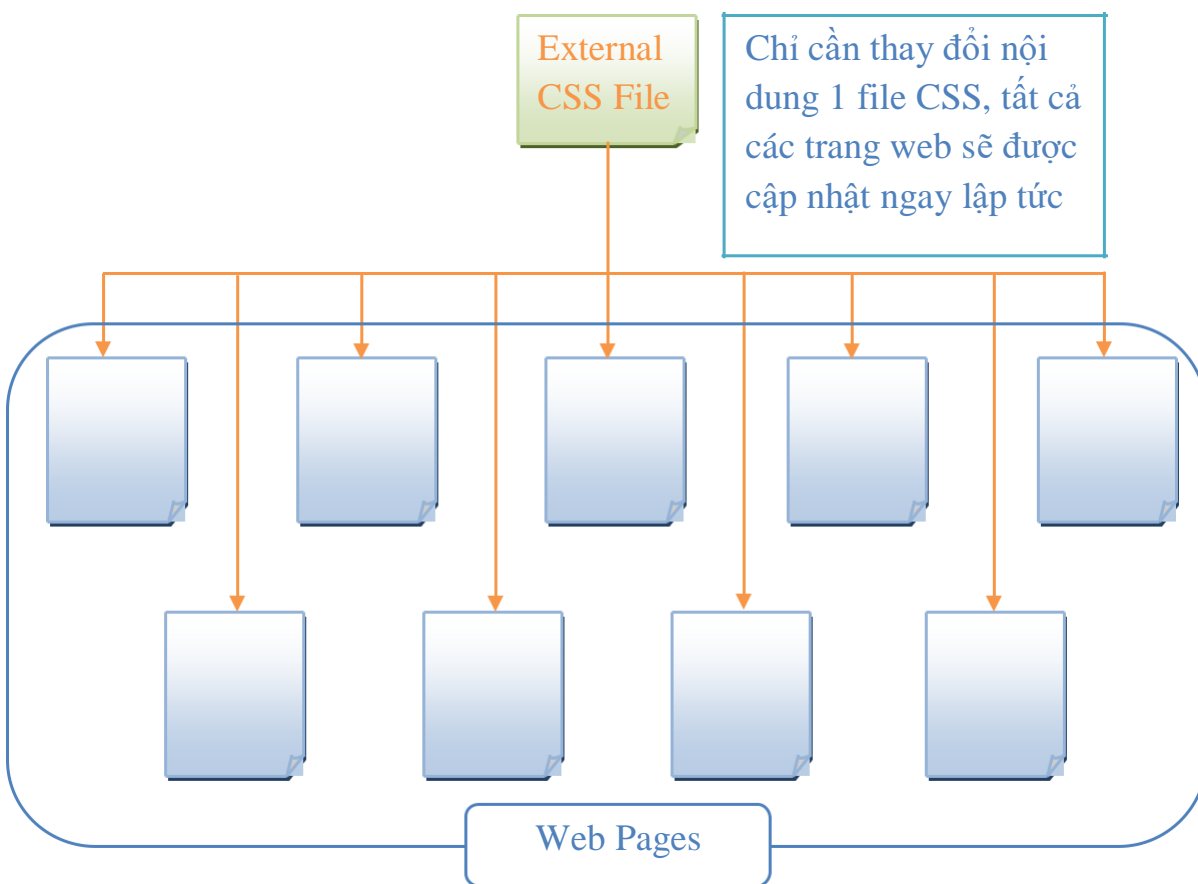 External
CSS File
Chỉ cần thay đổi nội
dung 1 file CSS, tất cả
các trang web sẽ được
cập nhật ngay lập tức
Web Pages